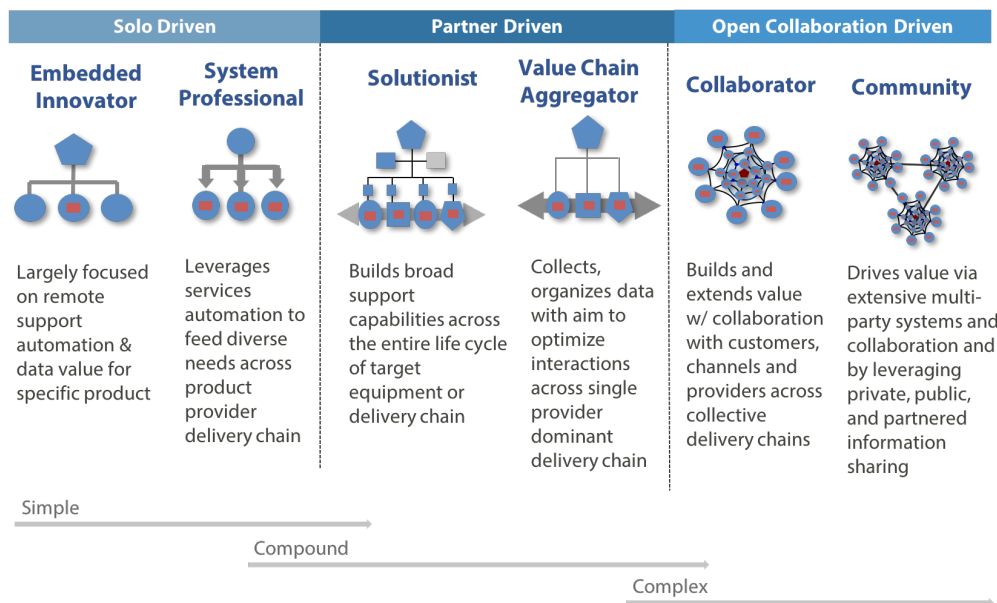 Solo Driven
Partner Driven
Open Collaboration Driven
Embedded
Innovator
System
Professional
Solutionist
Value Chain
Aggregator
Collaborator
Community
Largely focused
on remote
support
automation &
data value for
specific product
Leverages
services
automation to
feed diverse
needs across
product
provider
delivery chain
Builds broad
support
capabilities across
the entire life cycle
of target
equipment or
delivery chain
Collects,
organizes data
with aim to
optimize
interactions
across single
provider
dominant
delivery chain
Builds and
extends value
w/ collaboration
with customers,
channels and
providers across
collective
delivery chains
Drives value via
extensive multi-
party systems and
collaboration and
by leveraging
private, public,
and partnered
information
sharing
Simple
Compound
Complex